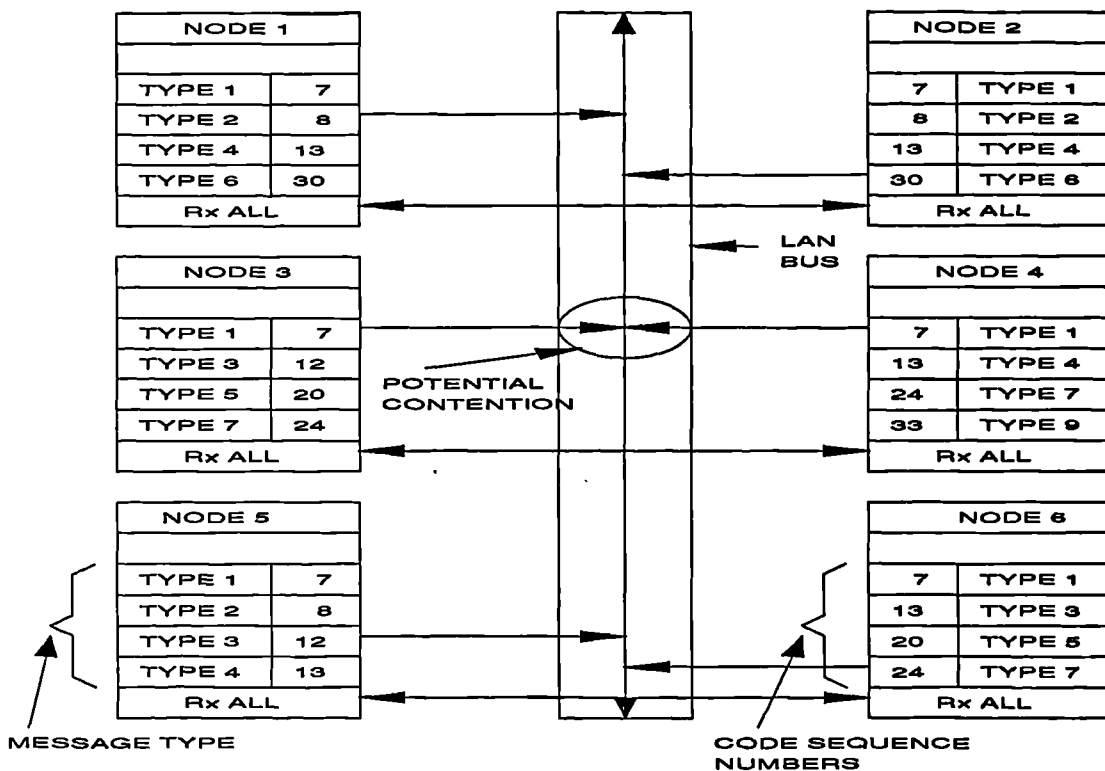 NODE 1
TYPE 1 7
TYPE 2 8
TYPE 4 13
TYPE 6 30
Rx ALL
NODE 2
7 TYPE 1
8 TYPE 2
13 TYPE 4
30 TYPE 6
Rx ALL
LAN
BUS
NODE 3
TYPE 1 7
TYPE 3 12
TYPE 5 20
TYPE 7 24
Rx ALL
POTENTIAL
CONTENTION
NODE 4
7 TYPE 1
13 TYPE 4
24 TYPE 7
33 TYPE 9
Rx ALL
NODE 5
TYPE 1 7
TYPE 2 8
TYPE 3 12
TYPE 4 13
Rx ALL
NODE 6
7 TYPE 1
13 TYPE 3
20 TYPE 5
24 TYPE 7
Rx ALL
MESSAGE TYPE
CODE SEQUENCE
NUMBERS